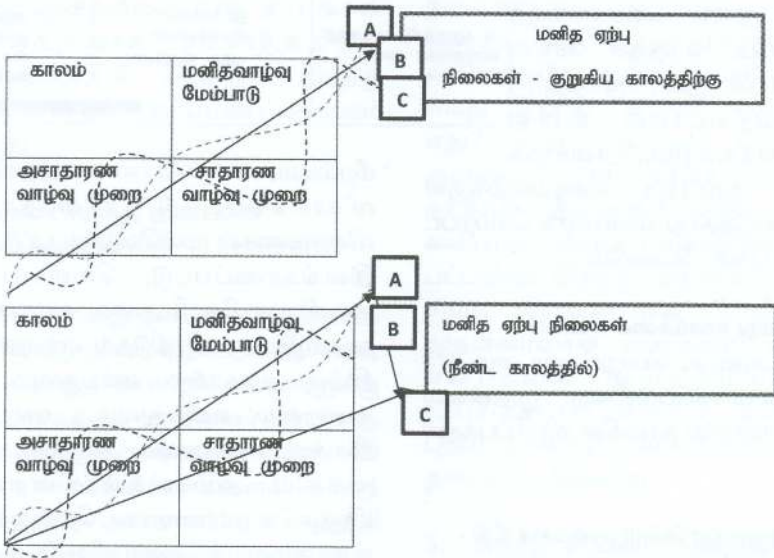 A
மனித ஏற்பு
B
நிலைகள் - குறுகிய காலத்திற்கு
C
காலம்
மனிதவாழ்வு
மேம்பாடு
அசாதாரண
வாழ்வு முறை
சாதாரண
வாழ்வு முறை
A
B
மனித ஏற்பு நிலைகள்
(நீண்ட காலத்தில்)
C
காலம்
மனிதவாழ்வு
மேம்பாடு
அசாதாரண
வாழ்வு முறை
சாதாரண
வாழ்வு முறை